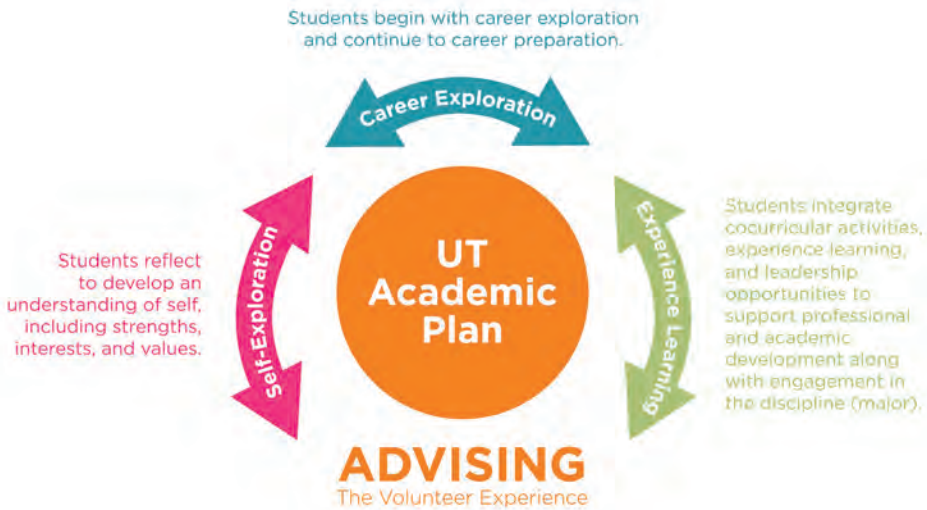 Students begin with career exploration
and continue to career preparation.
Career Exploration
Students reflect
to develop an
understanding of self,
including strengths,
interests, and values.
Self-Exploration
UT
Academic
Plan
Experience Learning
Students integrate
cocurricular activities,
experience learning,
and leadership
opportunities to
support professional
and academic
development along
with engagement in
the discipline (major).
ADVISING
The Volunteer Experience